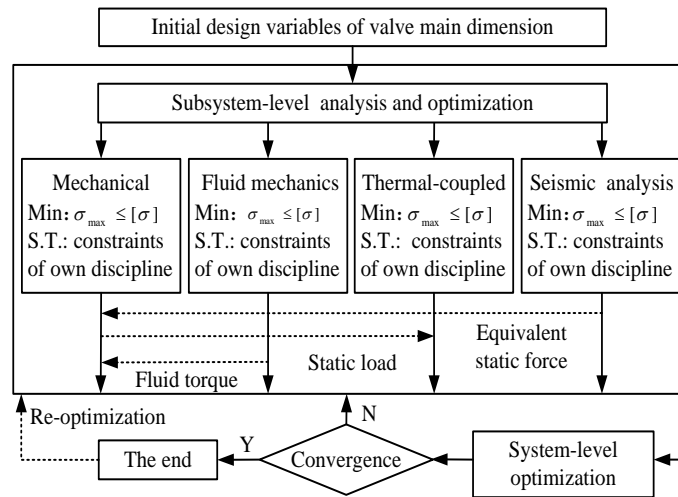 Initial design variables of valve main dimension
Subsystem-level analysis and optimization
Mechanical
Min: σmax ≤ [σ]
S.T.: constraints
of own discipline
Fluid mechanics
Min: σmax ≤ [σ]
S.T.: constraints
of own discipline
Thermal-coupled
Min: σmax ≤ [σ]
S.T.: constraints
of own discipline
Seismic analysis
Min: σmax ≤ [σ]
S.T.: constraints
of own discipline
Equivalent
static force
Static load
Fluid torque
Re-optimization
N
Y
The end
Convergence
System-level
optimization